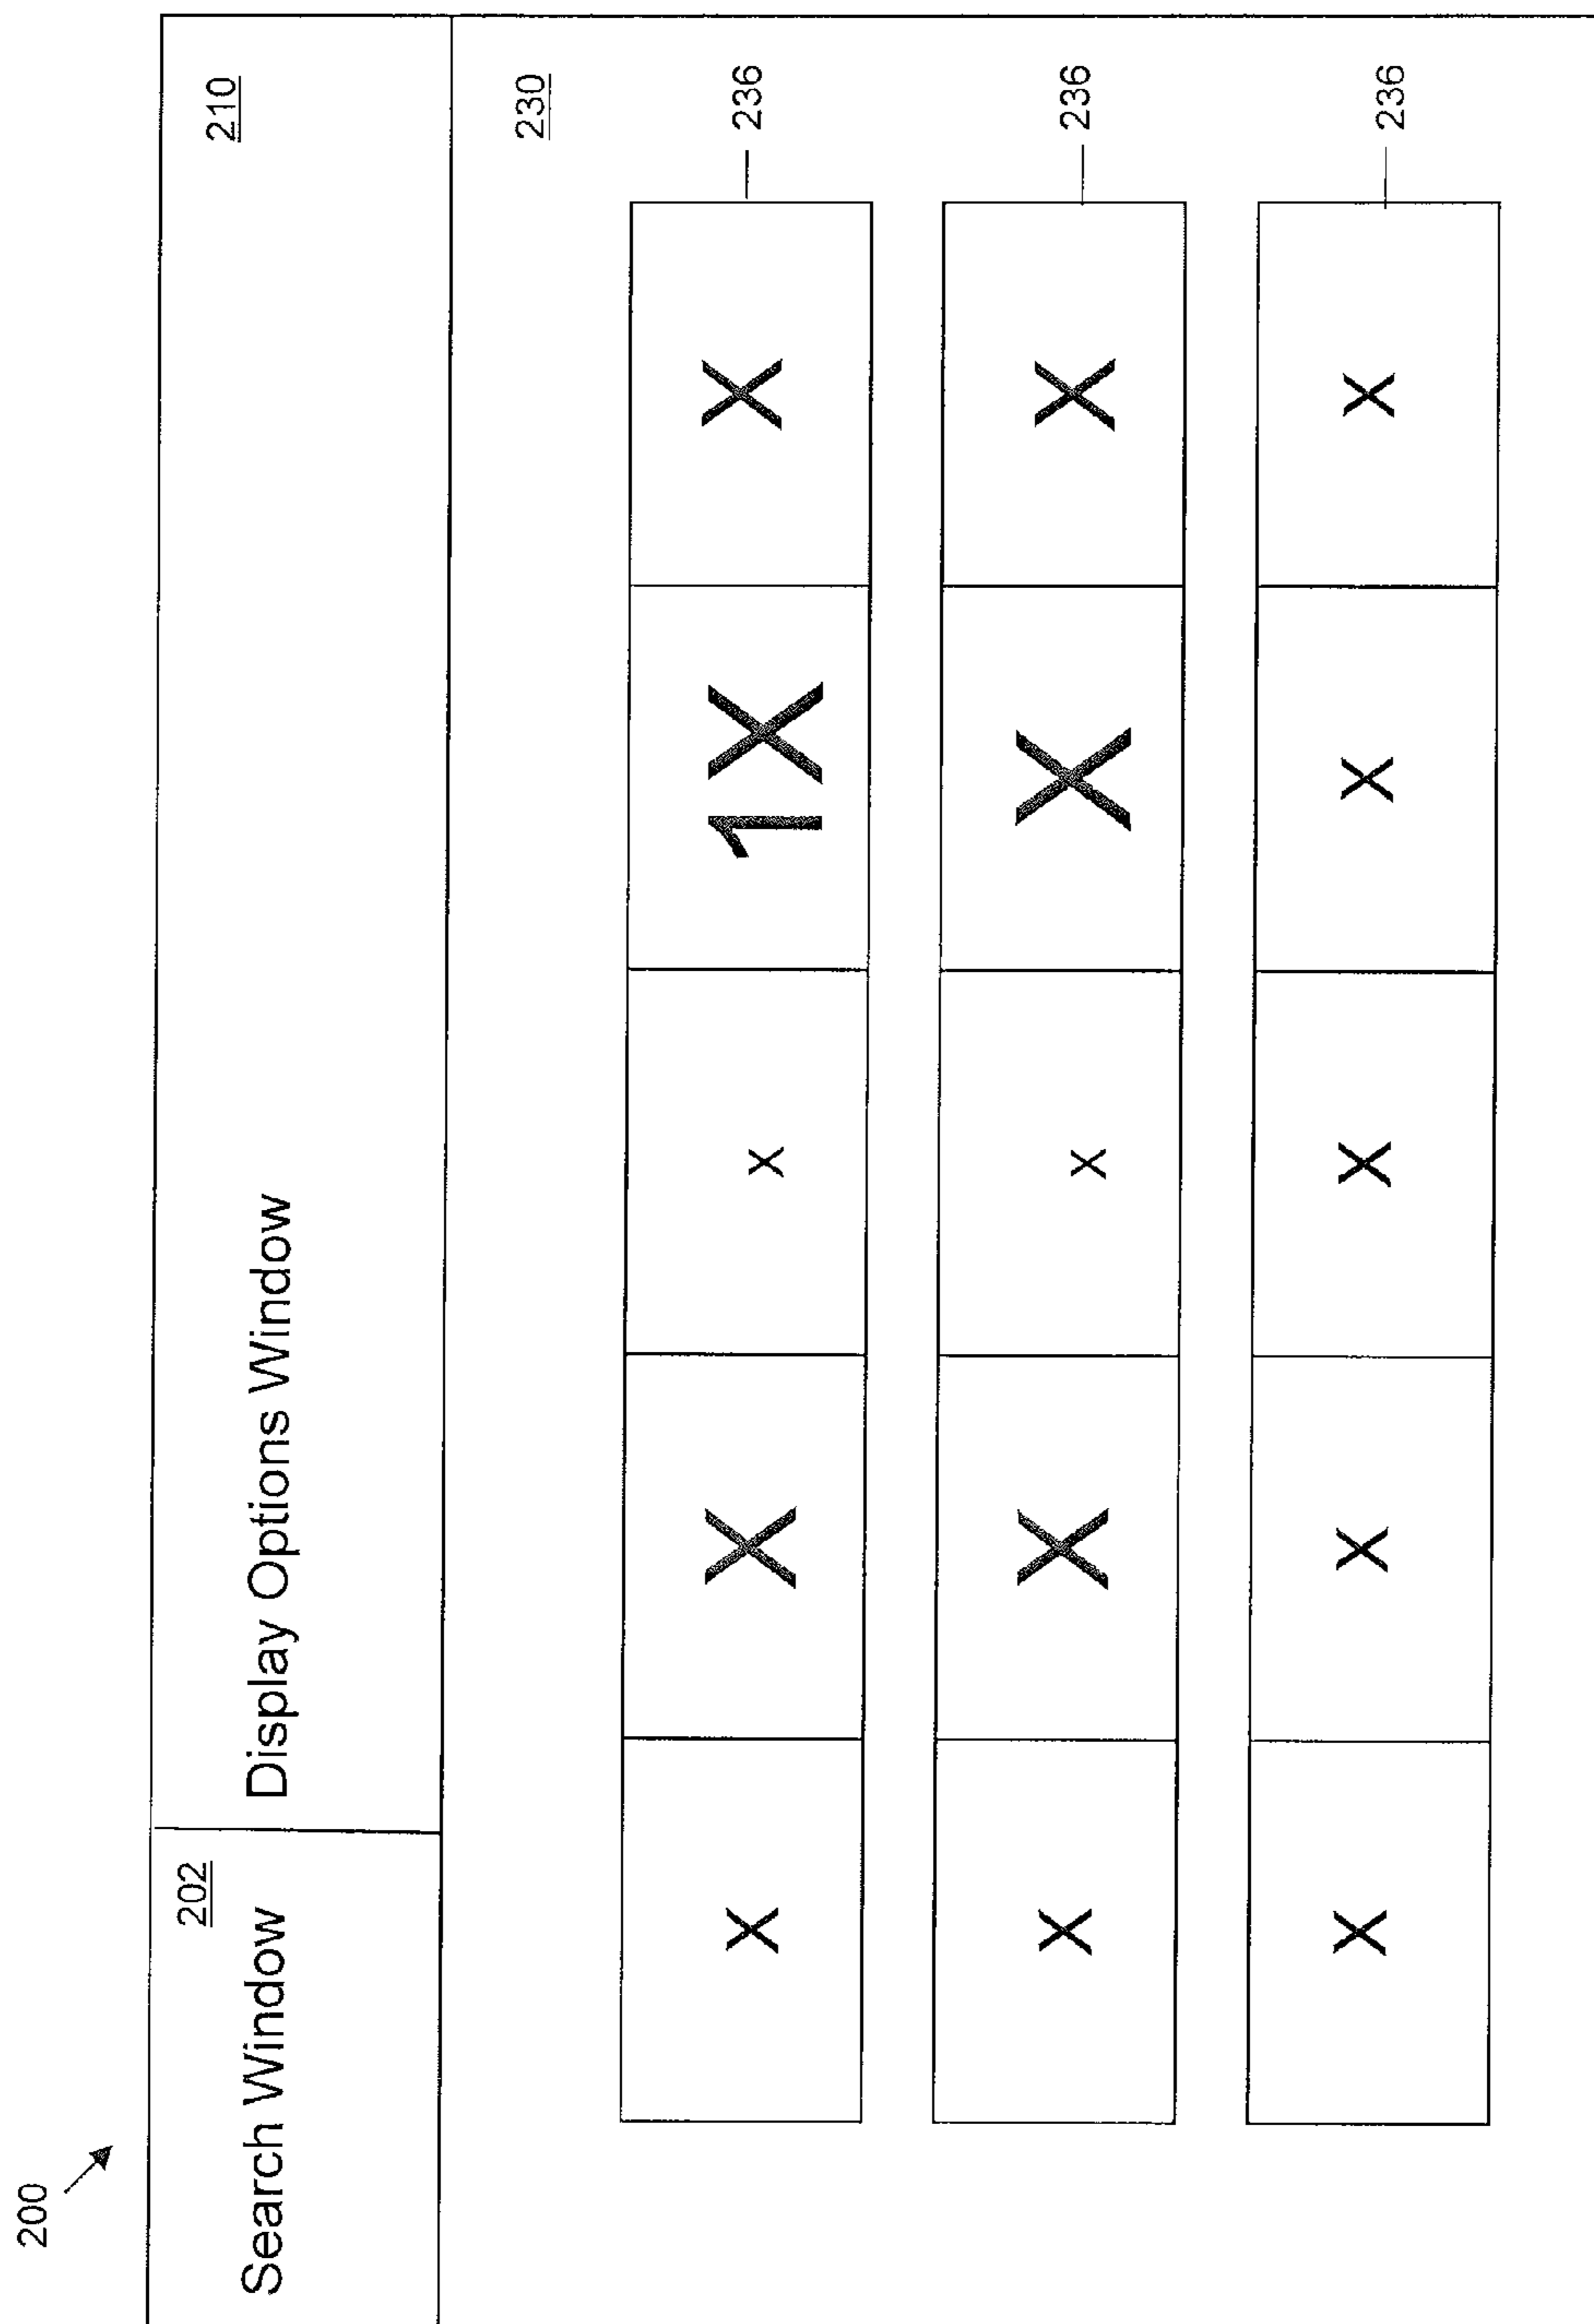 200
202
210
Search Window
Display Options Window
230
X X x 1X X
236
X X x X X
236
X X X X X
236